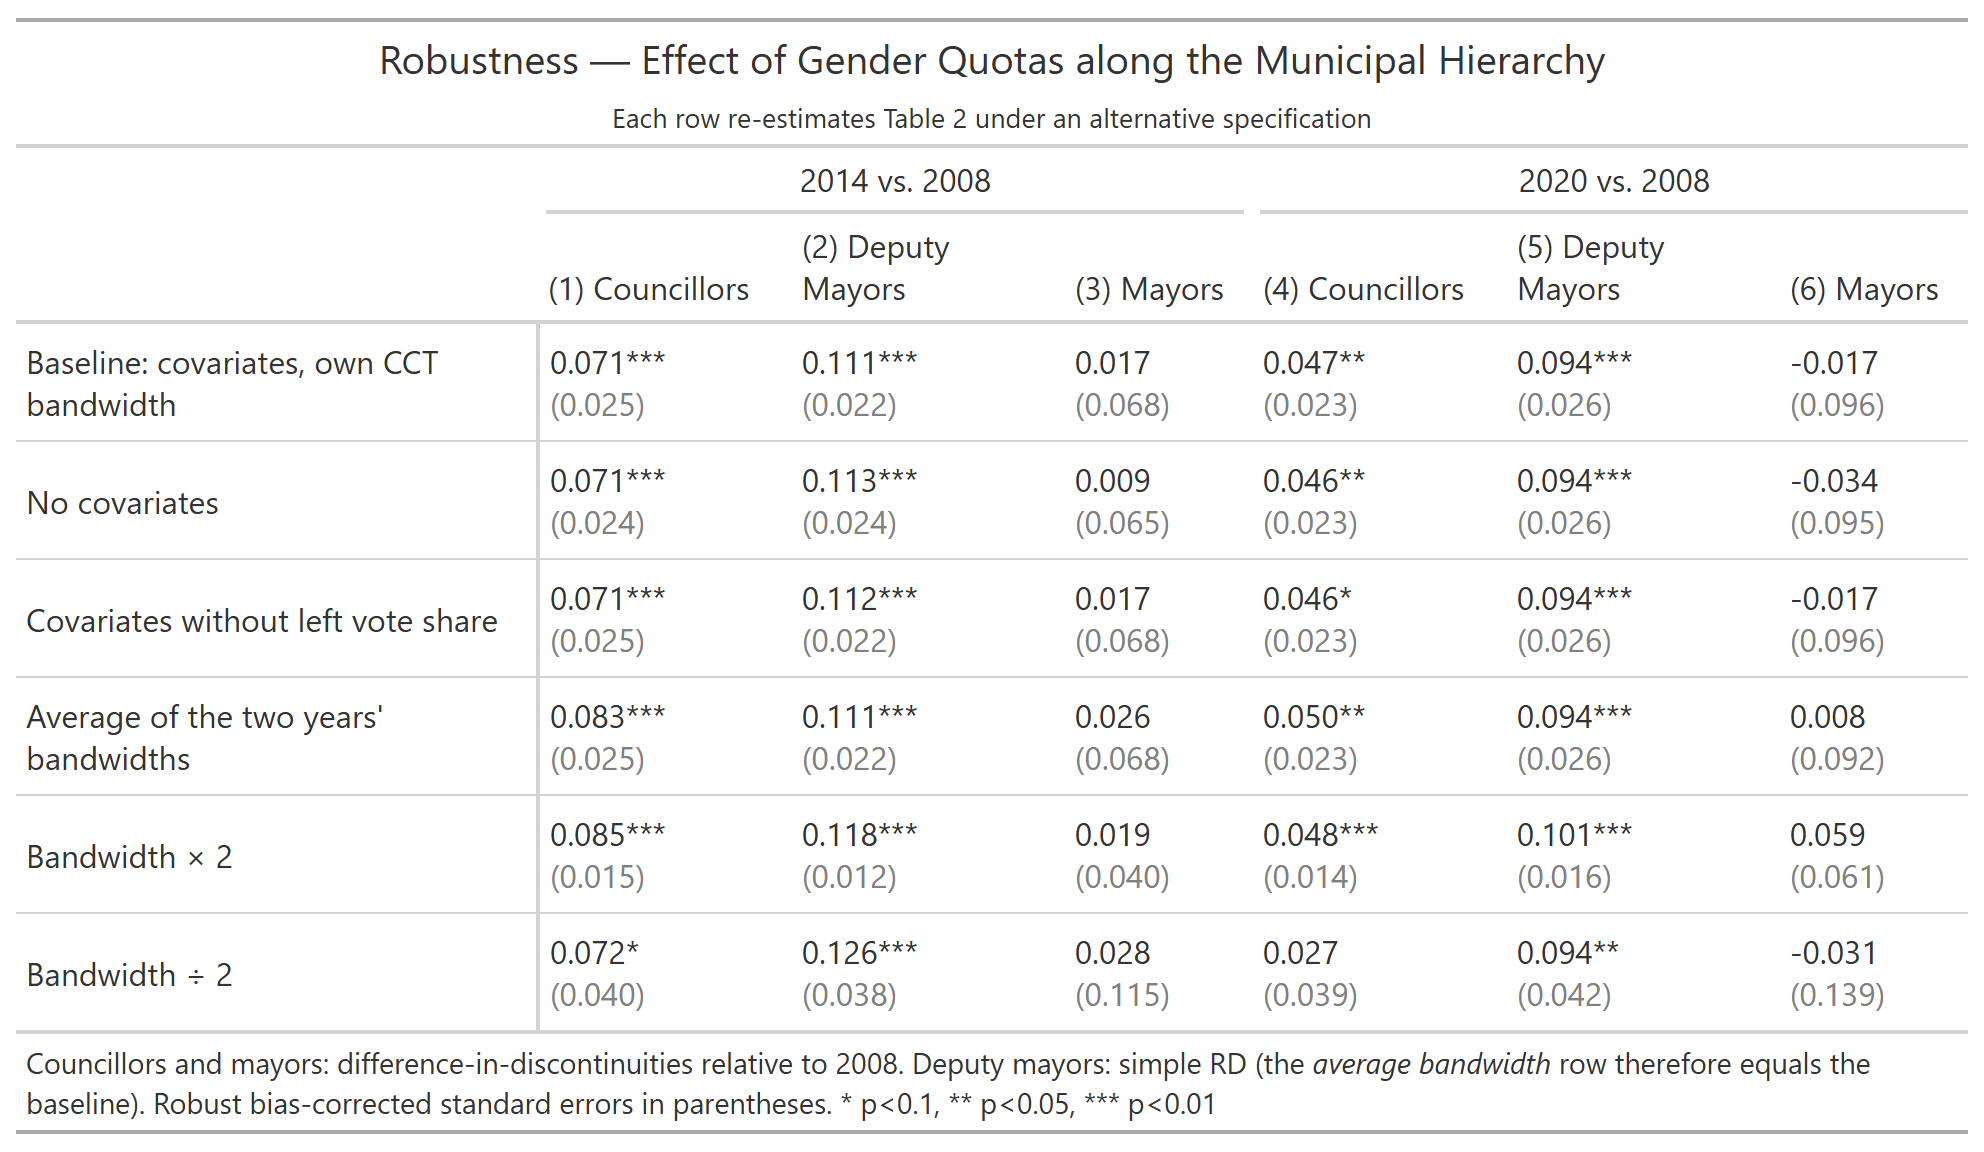 Robustness — Effect of Gender Quotas along the Municipal Hierarchy
Each row re-estimates Table 2 under an alternative specification
2014 vs. 2008 2020 vs. 2008
(1) Councillors (2) Deputy Mayors (3) Mayors (4) Councillors (5) Deputy Mayors (6) Mayors
Baseline: covariates, own CCT bandwidth
0.071*** 0.111*** 0.017 0.047** 0.094*** -0.017
(0.025) (0.022) (0.068) (0.023) (0.026) (0.096)
No covariates
0.071*** 0.113*** 0.009 0.046** 0.094*** -0.034
(0.024) (0.024) (0.065) (0.023) (0.026) (0.095)
Covariates without left vote share
0.071*** 0.112*** 0.017 0.046* 0.094*** -0.017
(0.025) (0.022) (0.068) (0.023) (0.026) (0.096)
Average of the two years' bandwidths
0.083*** 0.111*** 0.026 0.050** 0.094*** 0.008
(0.025) (0.022) (0.068) (0.023) (0.026) (0.092)
Bandwidth × 2
0.085*** 0.118*** 0.019 0.048*** 0.101*** 0.059
(0.015) (0.012) (0.040) (0.014) (0.016) (0.061)
Bandwidth ÷ 2
0.072* 0.126*** 0.028 0.027 0.094** -0.031
(0.040) (0.038) (0.115) (0.039) (0.042) (0.139)
Councillors and mayors: difference-in-discontinuities relative to 2008. Deputy mayors: simple RD (the average bandwidth row therefore equals the
baseline). Robust bias-corrected standard errors in parentheses. * p<0.1, ** p<0.05, *** p<0.01